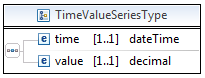 TimeValueSeriesType
e time [1..1] dateTime
e value [1..1] decimal